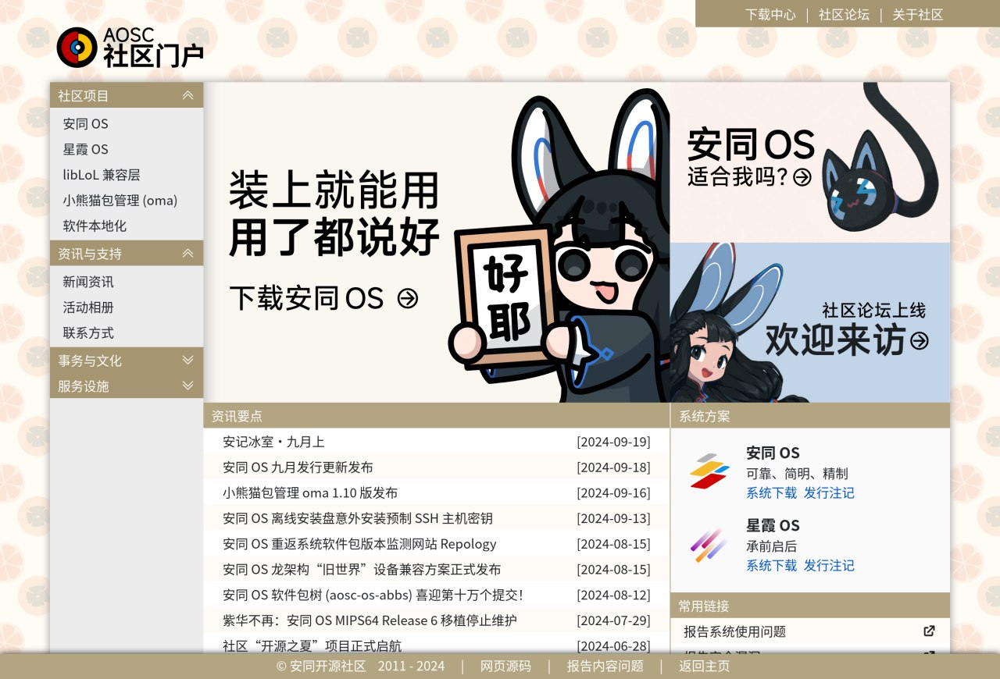 下载中心 | 社区论坛 | 关于社区
AOSC
社区门户
社区项目
安同 OS
星霞 OS
libLoL 兼容层
小熊猫包管理 (oma)
软件本地化
资讯与支持
新闻资讯
活动相册
联系方式
事务与文化
服务设施
装上就能用
用了都说好
下载安同 OS
好
耶
安同 OS
适合我吗?
社区论坛上线
欢迎来访
资讯要点
安记冰室・九月上 [2024-09-19]
安同 OS 九月发行更新发布 [2024-09-18]
小熊猫包管理 oma 1.10 版发布 [2024-09-16]
安同 OS 离线安装盘意外安装预制 SSH 主机密钥 [2024-09-13]
安同 OS 重返系统软件包版本监测网站 Repology [2024-08-15]
安同 OS 龙架构“旧世界”设备兼容方案正式发布 [2024-08-15]
安同 OS 软件包树 (aosc-os-abbs) 喜迎第十万个提交！ [2024-08-12]
紫华不再：安同 OS MIPS64 Release 6 移植停止维护 [2024-07-29]
社区“开源之夏”项目正式启航 [2024-06-28]
系统方案
安同 OS
可靠、简明、精制
系统下载 发行注记
星霞 OS
承前启后
系统下载 发行注记
常用链接
报告系统使用问题
© 安同开源社区 2011 - 2024 | 网页源码 | 报告内容问题 | 返回主页